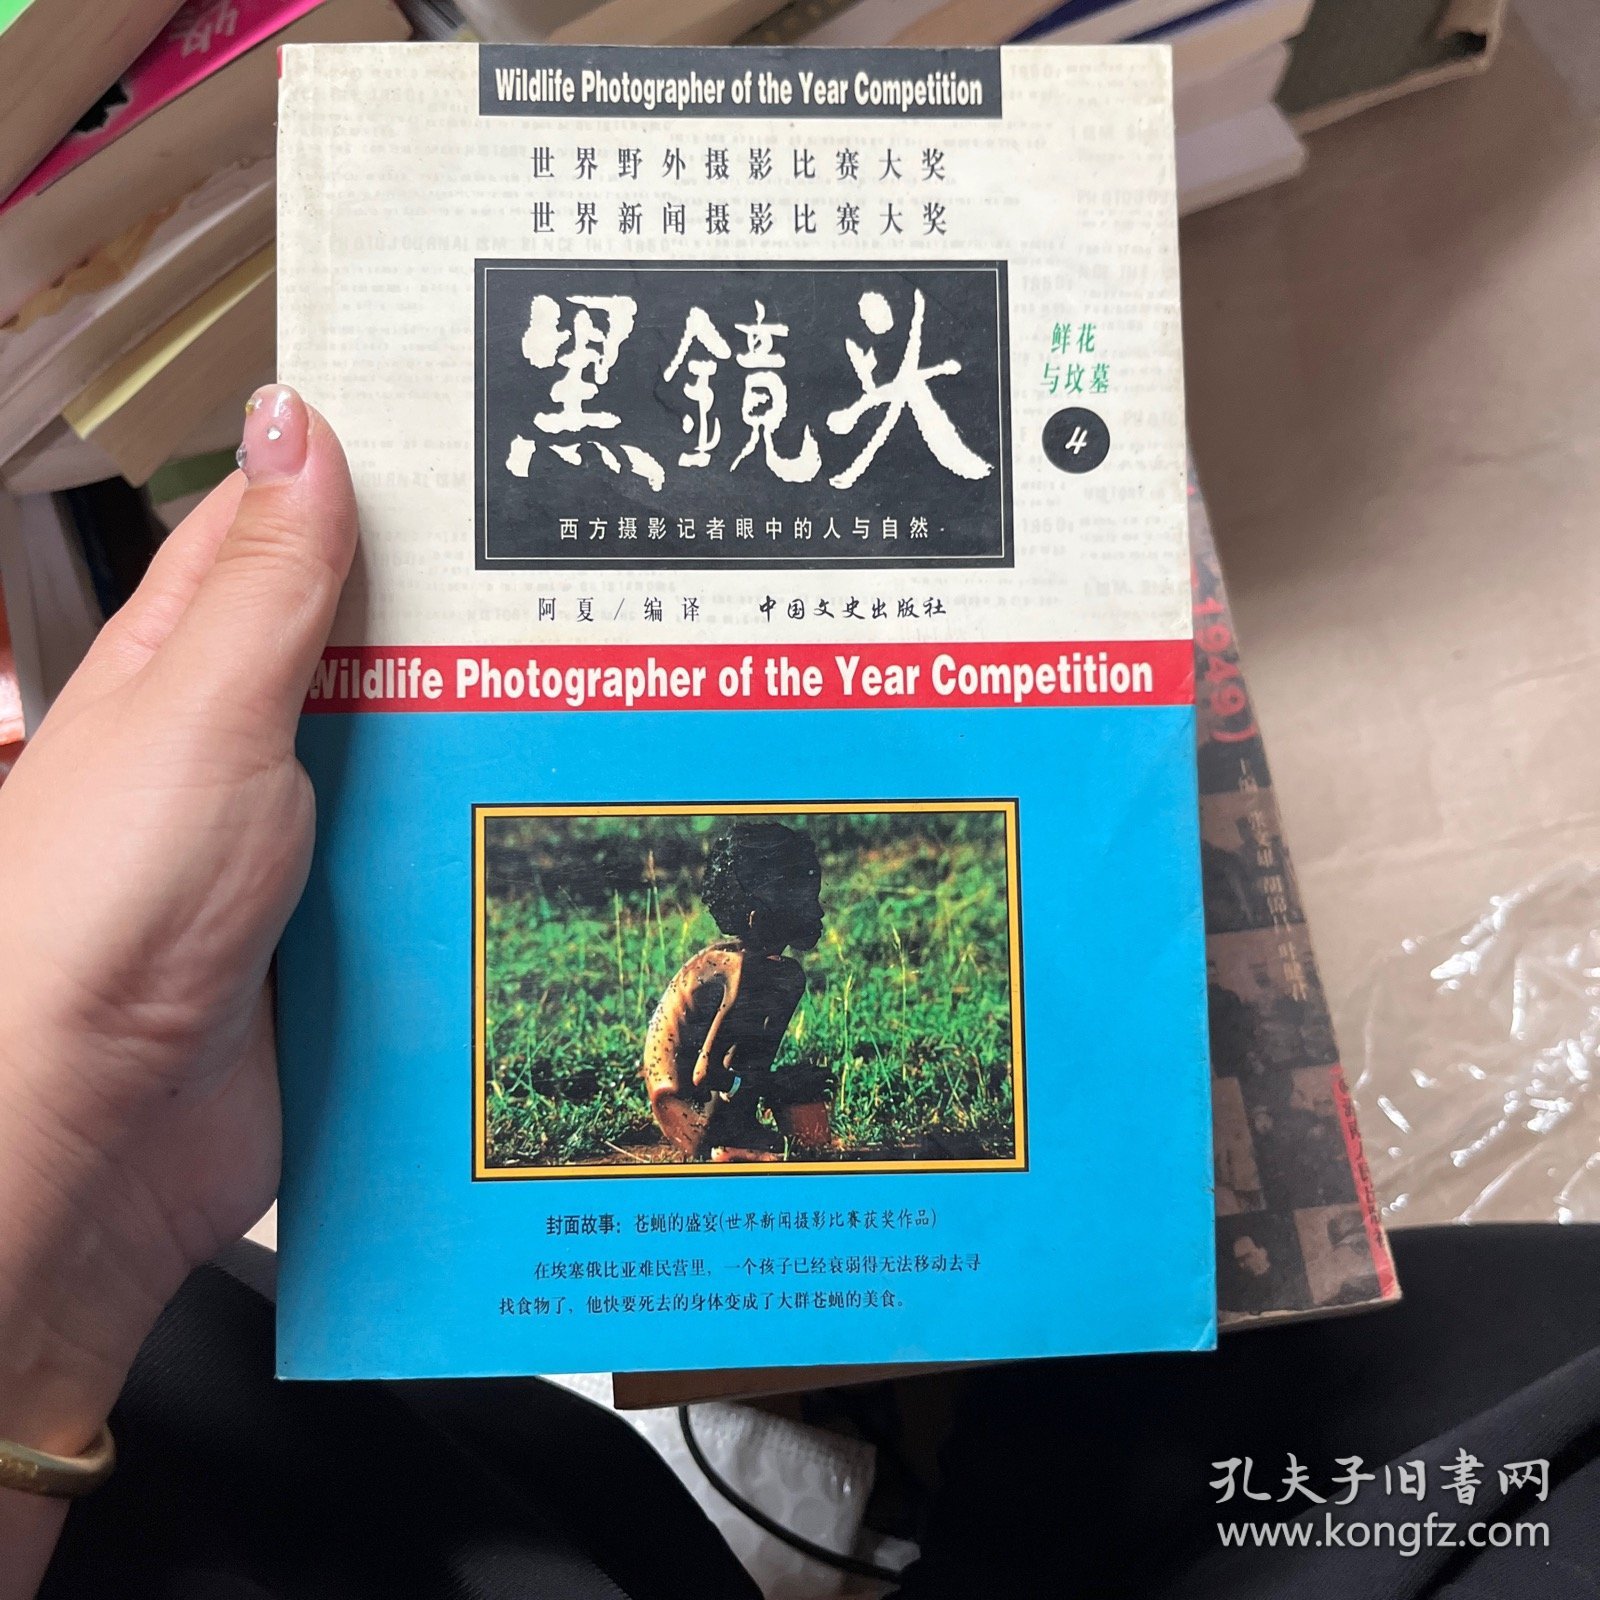 Wildlife Photographer of the Year Competition
世界野外摄影比赛大奖
世界新闻摄影比赛大奖
黑鏡头
西方摄影记者眼中的人与自然
鲜花
与坟墓
4
阿夏/编译 中国文史出版社
Wildlife Photographer of the Year Competition
封面故事：苍蝇的盛宴(世界新闻摄影比赛获奖作品)
在埃塞俄比亚难民营里，一个孩子已经衰弱得无法移动去寻
找食物了，他快要死去的身体变成了大群苍蝇的美食。
1949)
孔夫子旧书网
www.kongfz.com